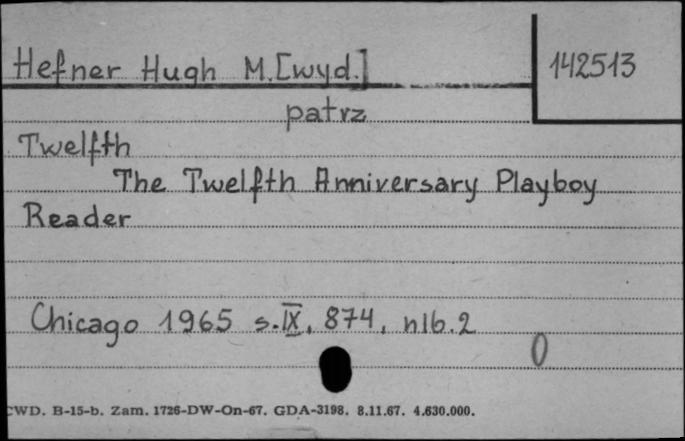 Hefner Hugh M.[wyd.]
142513
patrz
Twelfth
The Twelfth Anniversary Playboy
Reader
Chicago 1965 s.IX, 874, nlb.2
0
CWD. B-15-b. Zam. 1726-DW-On-67. GDA-3198. 8.11.67. 4.630.000.